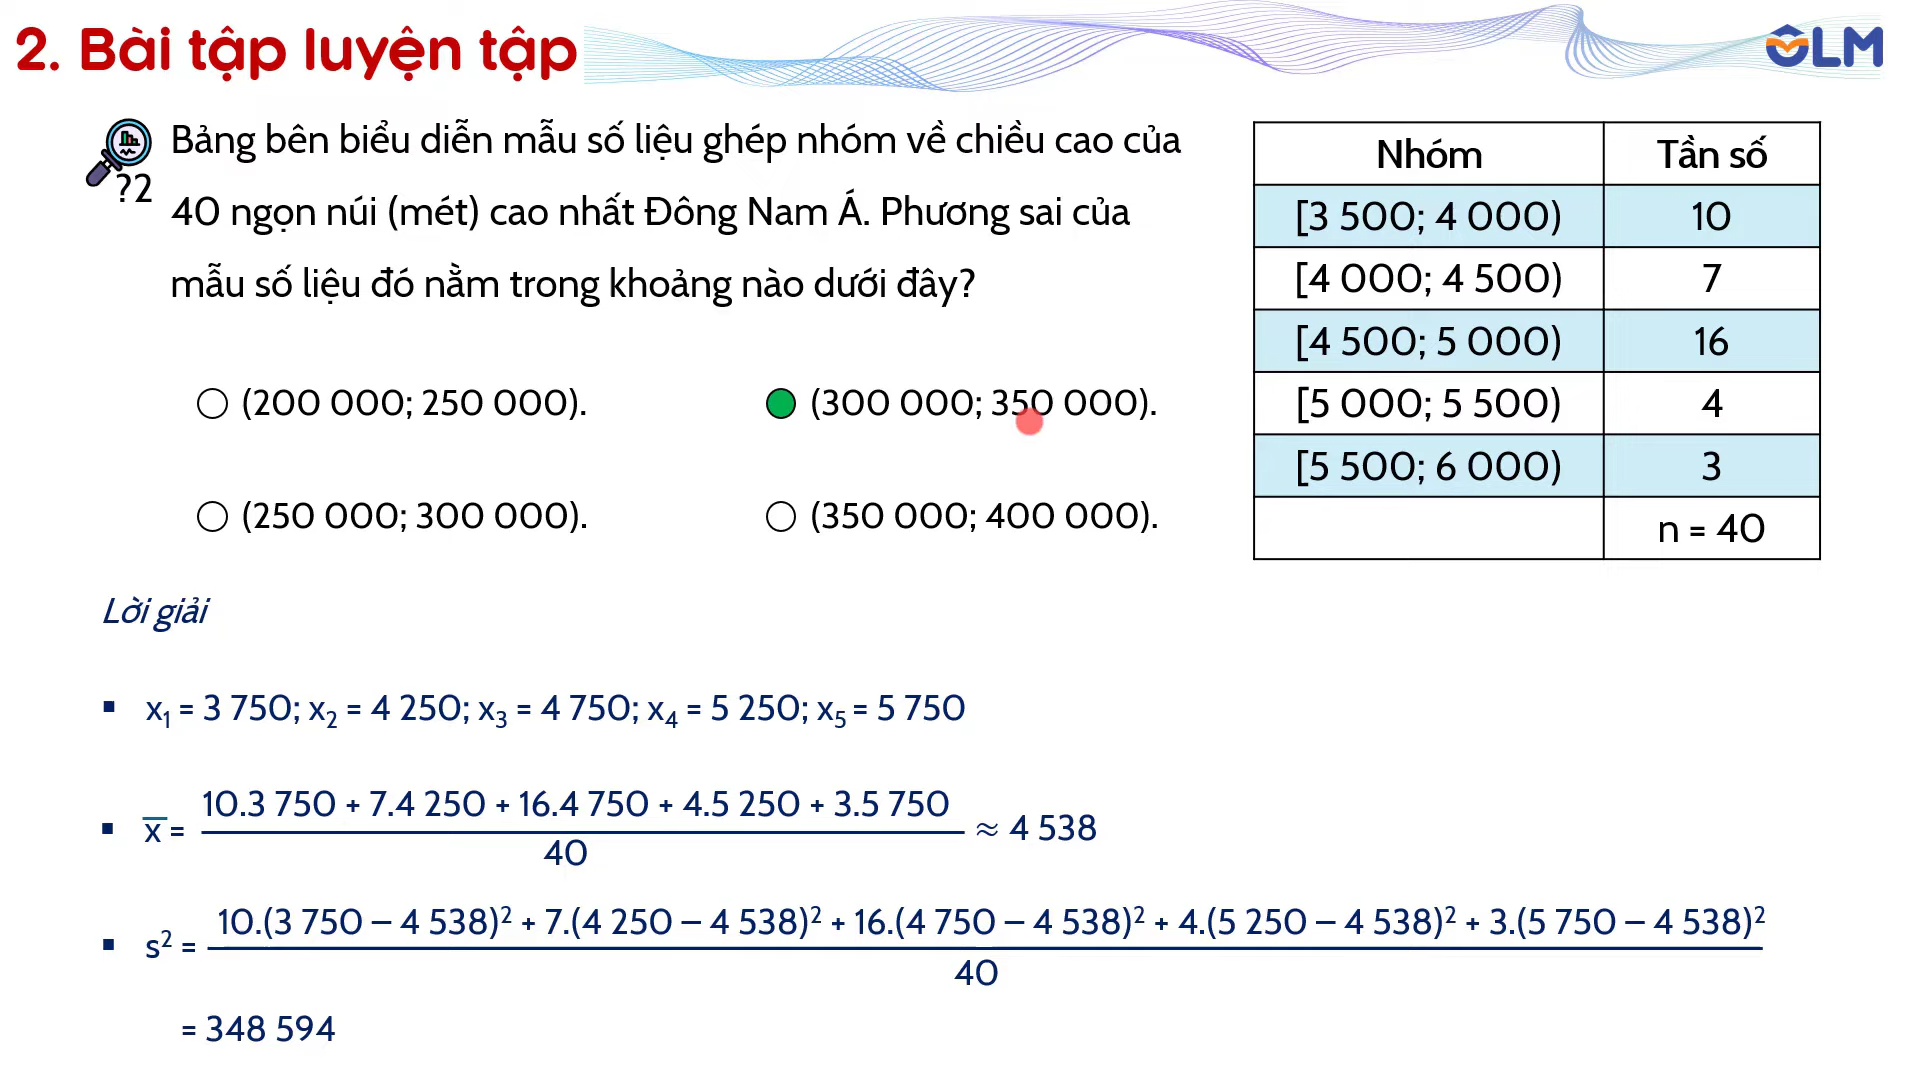 2. Bài tập luyện tập
OLM
?2
Bảng bên biểu diễn mẫu số liệu ghép nhóm về chiều cao của
40 ngọn núi (mét) cao nhất Đông Nam Á. Phương sai của
mẫu số liệu đó nằm trong khoảng nào dưới đây?
(200 000; 250 000).
(300 000; 350 000).
(250 000; 300 000).
(350 000; 400 000).
Nhóm Tần số
[3 500; 4 000) 10
[4 000; 4 500) 7
[4 500; 5 000) 16
[5 000; 5 500) 4
[5 500; 6 000) 3
n = 40
Lời giải
▪ x₁ = 3 750; x₂ = 4 250; x₃ = 4 750; x₄ = 5 250; x₅ = 5 750
10.3 750 + 7.4 250 + 16.4 750 + 4.5 250 + 3.5 750
▪ x̅ = ≈ 4 538
40
10.(3 750 – 4 538)² + 7.(4 250 – 4 538)² + 16.(4 750 – 4 538)² + 4.(5 250 – 4 538)² + 3.(5 750 – 4 538)²
▪ s² =
40
= 348 594